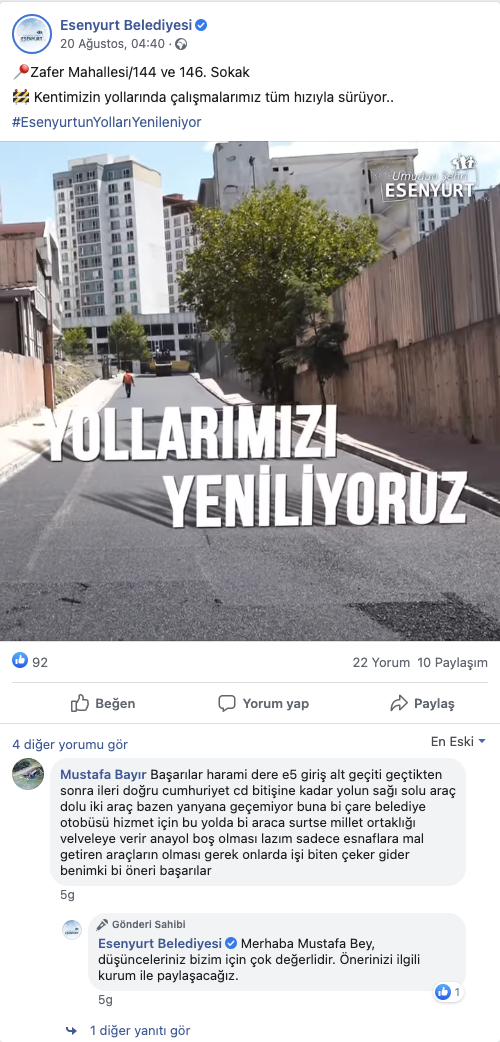 Esenyurt Belediyesi
20 Ağustos, 04:40 ·
Zafer Mahallesi/144 ve 146. Sokak
Kentimizin yollarında çalışmalarımız tüm hızıyla sürüyor..
#EsenyurtunYollarıYenileniyor
Umudun Şehri
ESENYURT
YOLLARIMIZI
YENİLİYORUZ
92
22 Yorum 10 Paylaşım
Beğen Yorum yap Paylaş
4 diğer yorumu gör
En Eski
Mustafa Bayır Başarılar harami dere e5 giriş alt geçiti geçtikten
sonra ileri doğru cumhuriyet cd bitişine kadar yolun sağı solu araç
dolu iki araç bazen yanyana geçemiyor buna bi çare belediye
otobüsü hizmet için bu yolda bi araca surtse millet ortaklığı
velveleye verir anayol boş olması lazım sadece esnaflara mal
getiren araçların olması gerek onlarda işi biten çeker gider
benimki bi öneri başarılar
5g
Gönderi Sahibi
Esenyurt Belediyesi Merhaba Mustafa Bey,
düşünceleriniz bizim için çok değerlidir. Önerinizi ilgili
kurum ile paylaşacağız.
1
5g
1 diğer yanıtı gör